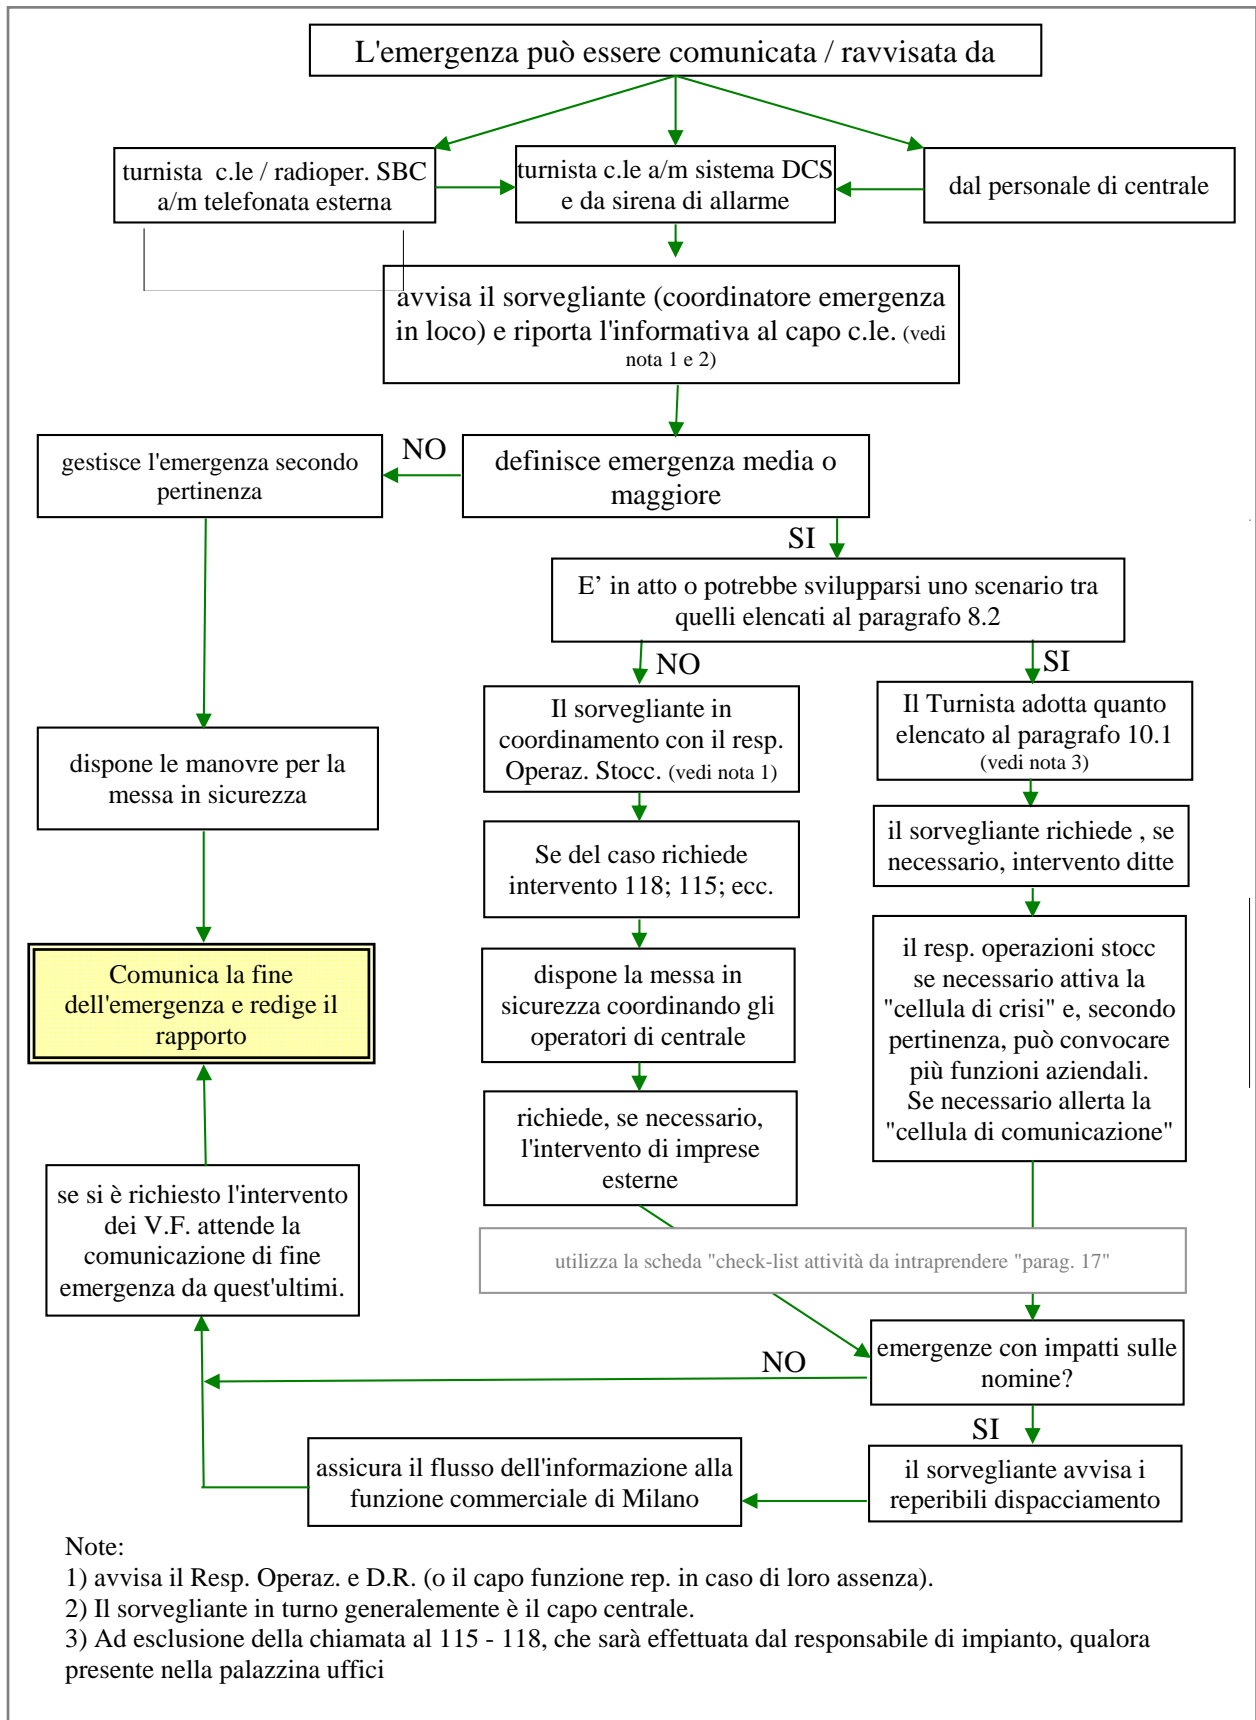 L'emergenza può essere comunicata / ravvisata da
turnista c.le / radioper. SBC
a/m telefonata esterna
turnista c.le a/m sistema DCS
e da sirena di allarme
dal personale di centrale
avvisa il sorvegliante (coordinatore emergenza
in loco) e riporta l'informativa al capo c.le. (vedi
nota 1 e 2)
NO
gestisce l'emergenza secondo
pertinenza
definisce emergenza media o
maggiore
SI
E' in atto o potrebbe svilupparsi uno scenario tra
quelli elencati al paragrafo 8.2
NO
SI
Il sorvegliante in
coordinamento con il resp.
Operaz. Stocc. (vedi nota 1)
Il Turnista adotta quanto
elencato al paragrafo 10.1
(vedi nota 3)
dispone le manovre per la
messa in sicurezza
Se del caso richiede
intervento 118; 115; ecc.
il sorvegliante richiede , se
necessario, intervento ditte
Comunica la fine
dell'emergenza e redige il
rapporto
dispone la messa in
sicurezza coordinando gli
operatori di centrale
il resp. operazioni stocc
se necessario attiva la
"cellula di crisi" e, secondo
pertinenza, può convocare
più funzioni aziendali.
Se necessario allerta la
"cellula di comunicazione"
richiede, se necessario,
l'intervento di imprese
esterne
se si è richiesto l'intervento
dei V.F. attende la
comunicazione di fine
emergenza da quest'ultimi.
utilizza la scheda "check-list attività da intraprendere "parag. 17"
emergenze con impatti sulle
nomine?
NO
SI
il sorvegliante avvisa i
reperibili dispacciamento
assicura il flusso dell'informazione alla
funzione commerciale di Milano
Note:
1) avvisa il Resp. Operaz. e D.R. (o il capo funzione rep. in caso di loro assenza).
2) Il sorvegliante in turno generalemente è il capo centrale.
3) Ad esclusione della chiamata al 115 - 118, che sarà effettuata dal responsabile di impianto, qualora
presente nella palazzina uffici